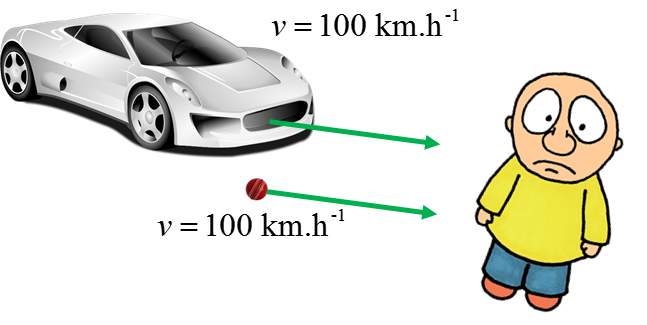 v = 100 km.h⁻¹
v = 100 km.h⁻¹